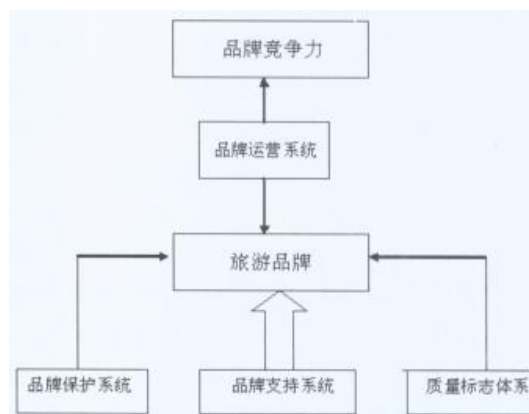 品牌竞争力
品牌运营系统
旅游品牌
品牌保护系统
品牌支持系统
质量标志体系